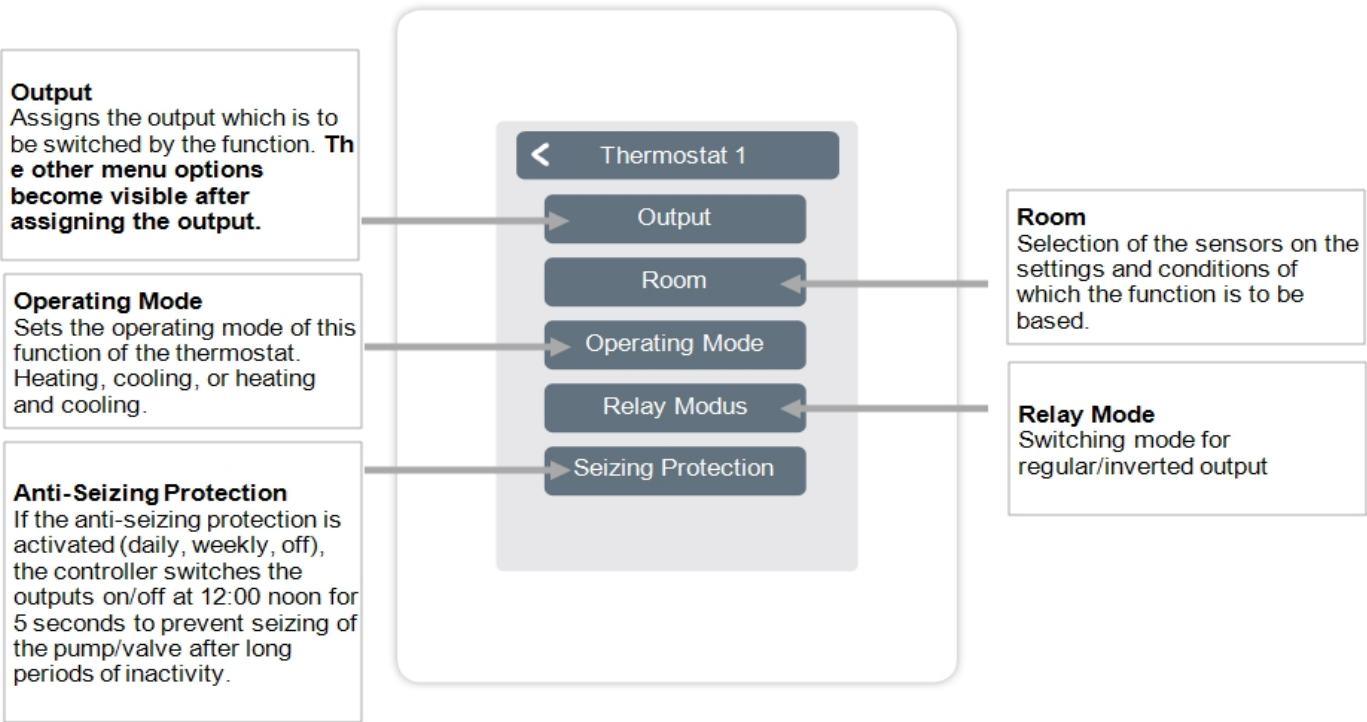 Output
Assigns the output which is to
be switched by the function. Th
e other menu options
become visible after
assigning the output.
Operating Mode
Sets the operating mode of this
function of the thermostat.
Heating, cooling, or heating
and cooling.
Anti-Seizing Protection
If the anti-seizing protection is
activated (daily, weekly, off),
the controller switches the
outputs on/off at 12:00 noon for
5 seconds to prevent seizing of
the pump/valve after long
periods of inactivity.
Thermostat 1
Output
Room
Operating Mode
Relay Modus
Seizing Protection
Room
Selection of the sensors on the
settings and conditions of
which the function is to be
based.
Relay Mode
Switching mode for
regular/inverted output